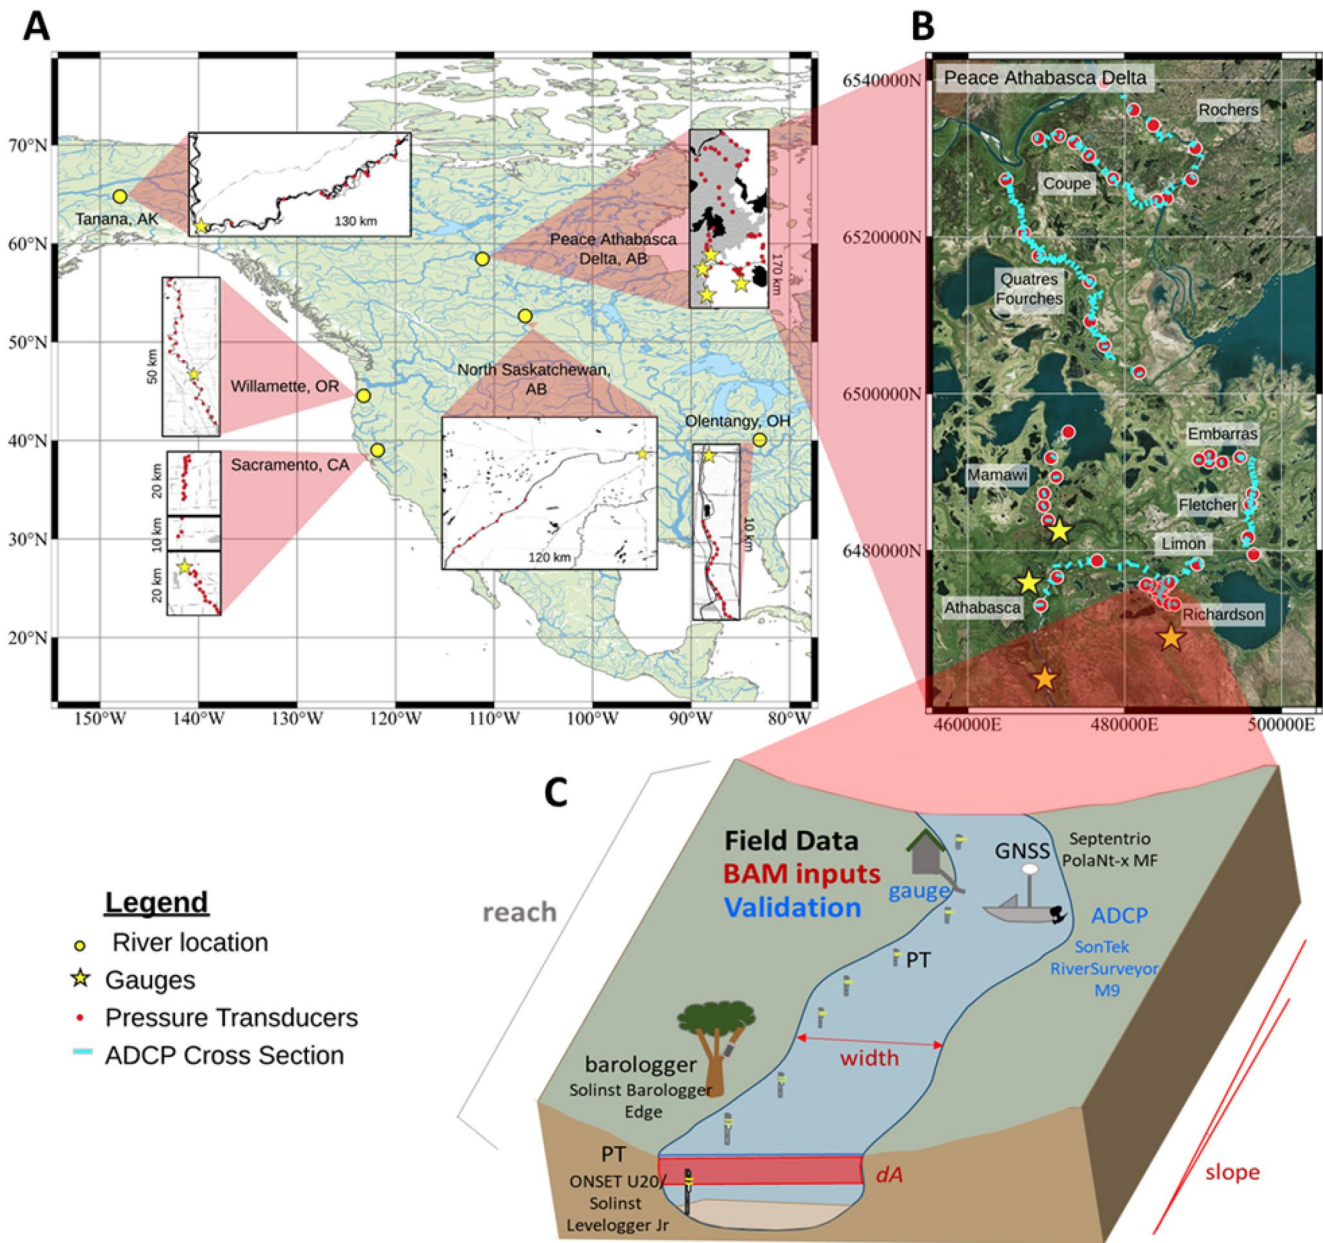 A
70°N
60°N
50°N
40°N
30°N
20°N
150°W
140°W
130°W
120°W
110°W
100°W
90°W
80°W
Tanana, AK
130 km
Peace Athabasca
Delta, AB
170 km
50 km
Willamette, OR
North Saskatchewan,
AB
120 km
Olentangy, OH
10 km
Sacramento, CA
20 km
10 km
20 km
B
6540000N
6520000N
6500000N
6480000N
460000E
480000E
500000E
Peace Athabasca Delta
Rochers
Coupe
Quatres
Fourches
Embarras
Mamawi
Fletcher
Limon
Athabasca
Richardson
Legend
River location
Gauges
Pressure Transducers
ADCP Cross Section
C
reach
Field Data
BAM inputs
Validation
gauge
GNSS
Septentrio
PolaNt-x MF
ADCP
SonTek
RiverSurveyor
M9
PT
width
barologger
Solinst Barologger
Edge
PT
ONSET U20/
Solinst
Levelogger Jr
dA
slope